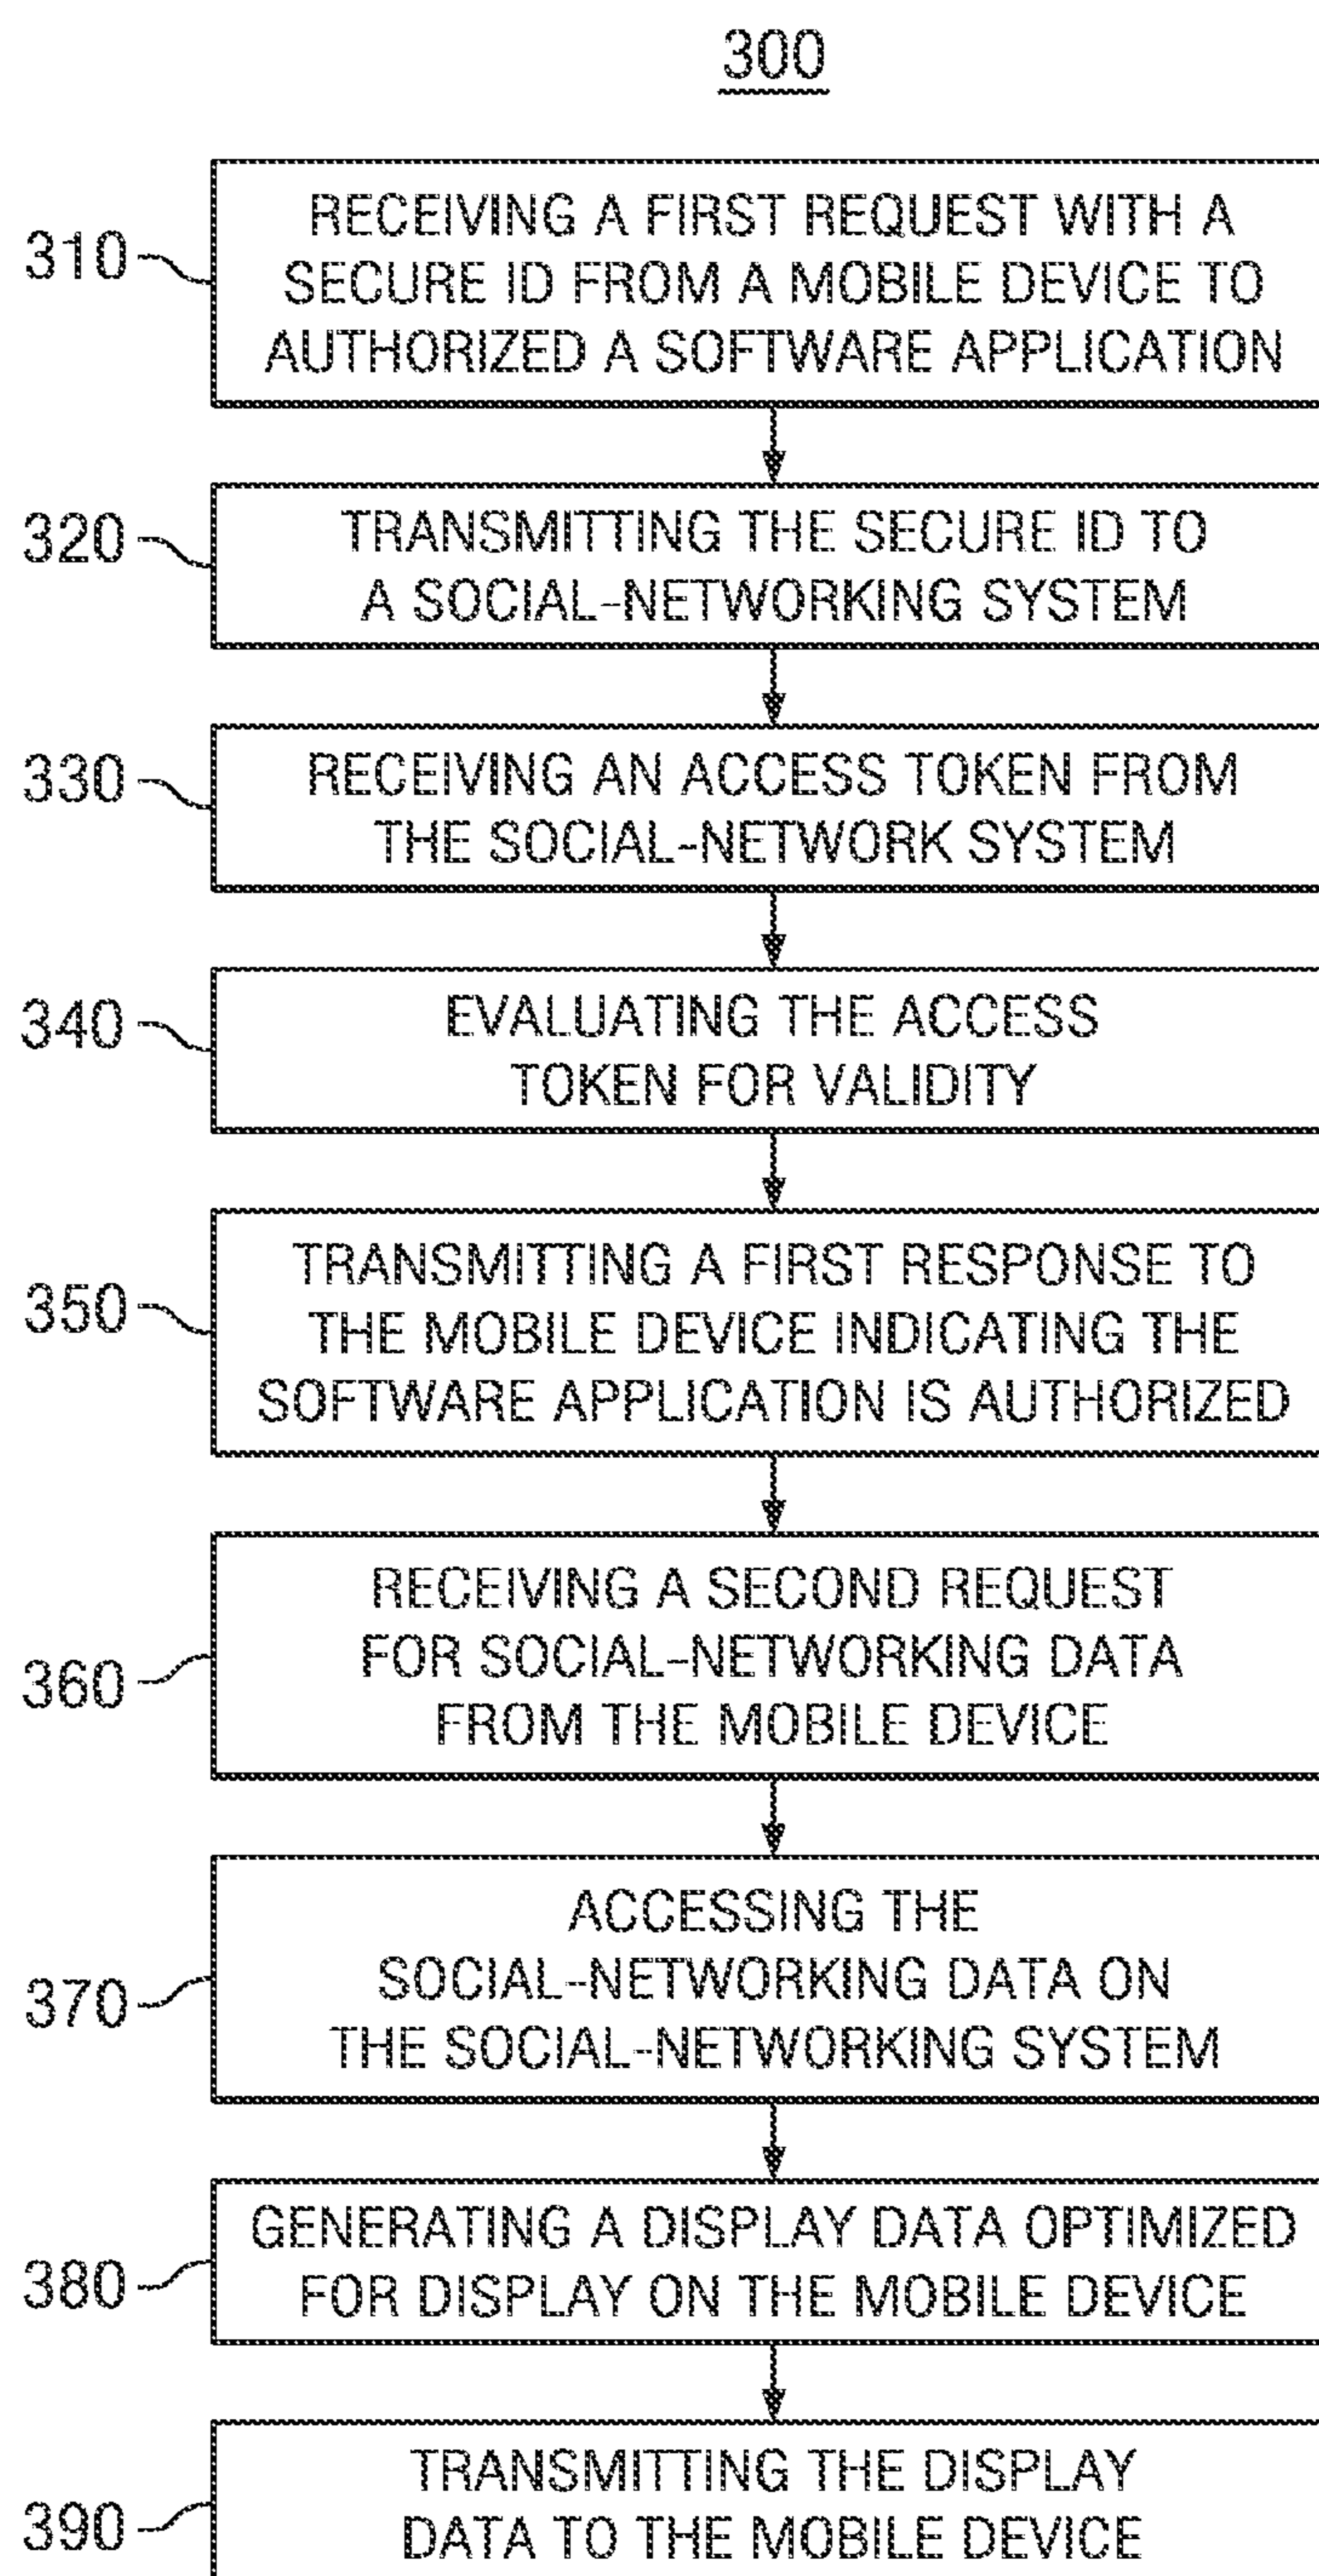 300
310
RECEIVING A FIRST REQUEST WITH A
SECURE ID FROM A MOBILE DEVICE TO
AUTHORIZED A SOFTWARE APPLICATION
320
TRANSMITTING THE SECURE ID TO
A SOCIAL-NETWORKING SYSTEM
330
RECEIVING AN ACCESS TOKEN FROM
THE SOCIAL-NETWORK SYSTEM
340
EVALUATING THE ACCESS
TOKEN FOR VALIDITY
350
TRANSMITTING A FIRST RESPONSE TO
THE MOBILE DEVICE INDICATING THE
SOFTWARE APPLICATION IS AUTHORIZED
360
RECEIVING A SECOND REQUEST
FOR SOCIAL-NETWORKING DATA
FROM THE MOBILE DEVICE
370
ACCESSING THE
SOCIAL-NETWORKING DATA ON
THE SOCIAL-NETWORKING SYSTEM
380
GENERATING A DISPLAY DATA OPTIMIZED
FOR DISPLAY ON THE MOBILE DEVICE
390
TRANSMITTING THE DISPLAY
DATA TO THE MOBILE DEVICE